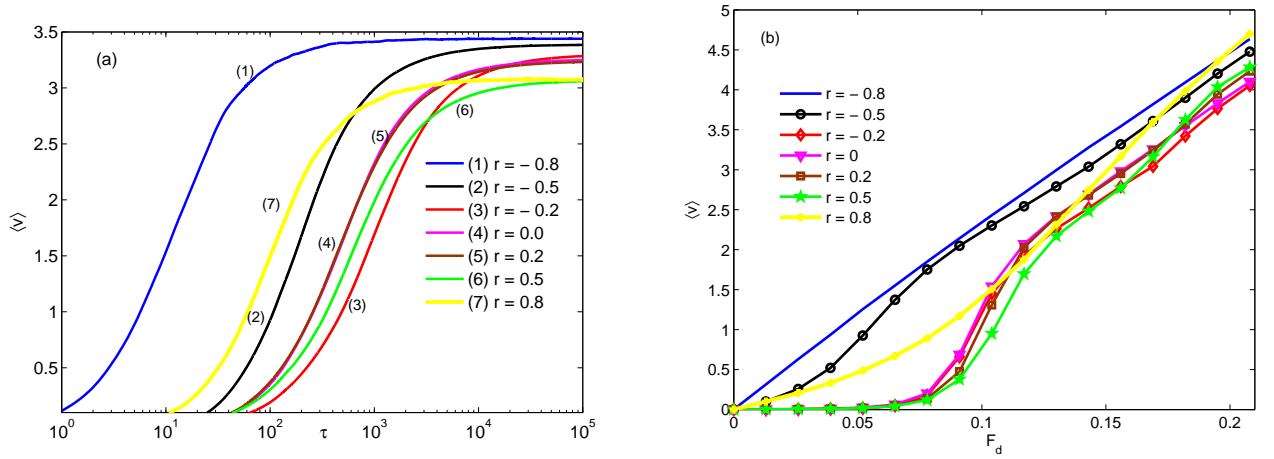 (a)
3.5
3
2.5
2
1.5
1
0.5
⟨v⟩
(1)
(2)
(3)
(4)
(5)
(6)
(7)
(1) r = − 0.8
(2) r = − 0.5
(3) r = − 0.2
(4) r = 0.0
(5) r = 0.2
(6) r = 0.5
(7) r = 0.8
10^0 10^1 10^2 10^3 10^4 10^5
τ
(b)
5
4.5
4
3.5
3
2.5
2
1.5
1
0.5
0
⟨v⟩
r = − 0.8
r = − 0.5
r = − 0.2
r = 0
r = 0.2
r = 0.5
r = 0.8
0 0.05 0.1 0.15 0.2
F_d